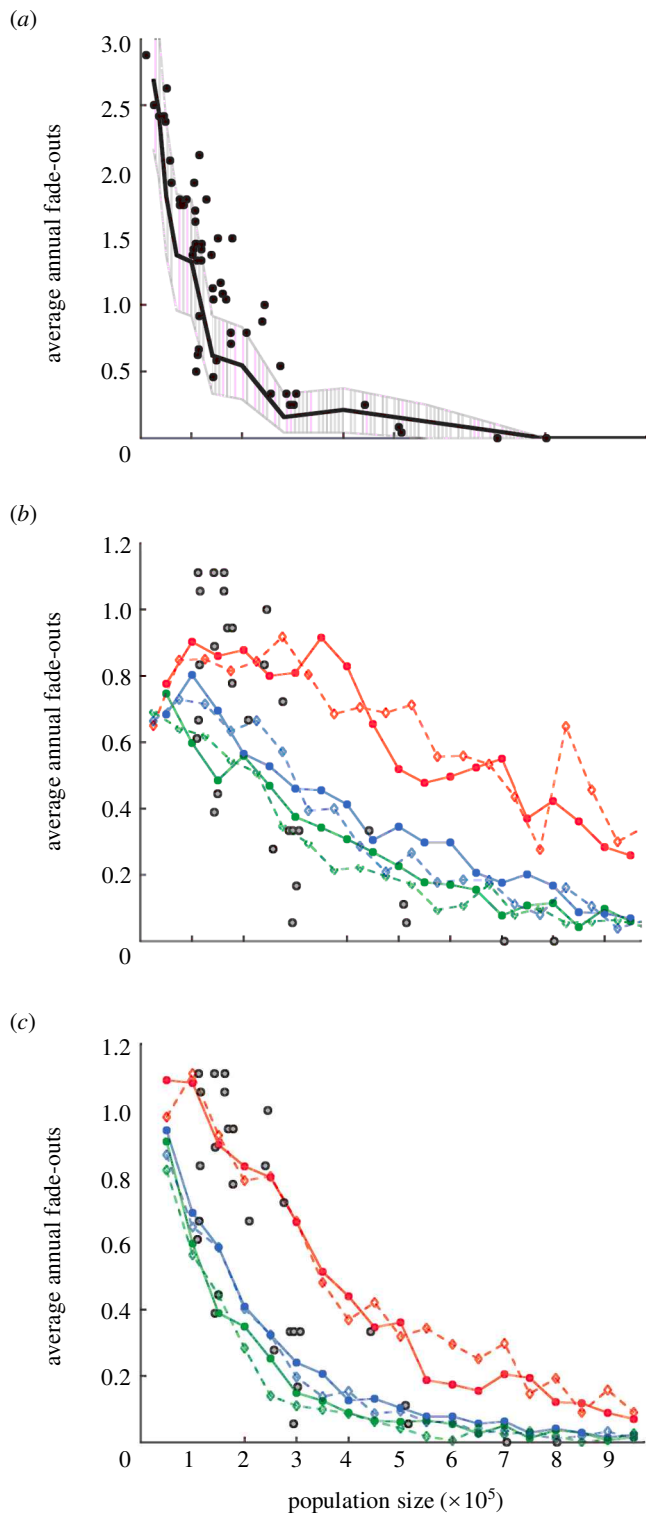 (a)
3.0
2.5
2.0
1.5
1.0
0.5
0
average annual fade-outs
(b)
1.2
1.0
0.8
0.6
0.4
0.2
0
average annual fade-outs
(c)
1.2
1.0
0.8
0.6
0.4
0.2
0
average annual fade-outs
1 2 3 4 5 6 7 8 9
population size (×10⁵)